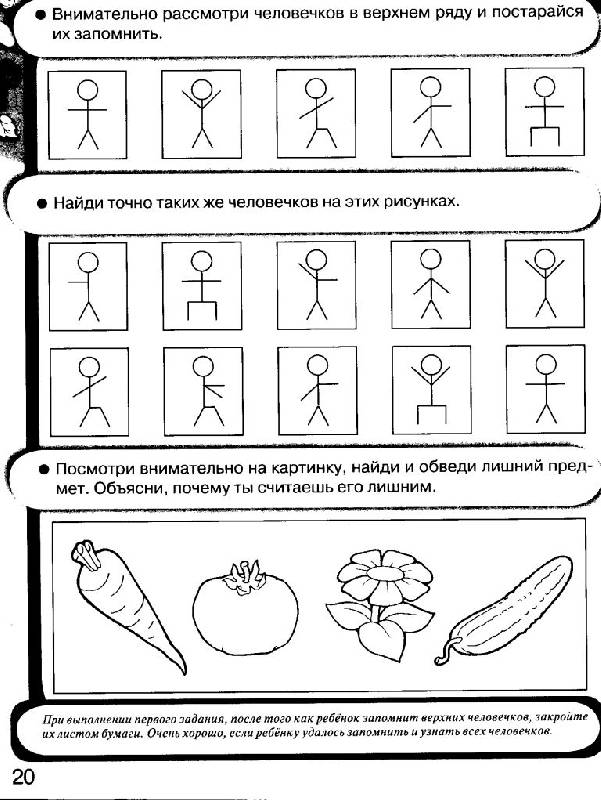 ● Внимательно рассмотри человечков в верхнем ряду и постарайся
их запомнить.
● Найди точно таких же человечков на этих рисунках.
● Посмотри внимательно на картинку, найди и обведи лишний пред-
мет. Объясни, почему ты считаешь его лишним.
При выполнении первого задания, после того как ребёнок запомнит верхних человечков, закройте
их листом бумаги. Очень хорошо, если ребёнку удалось запомнить и узнать всех человечков.
20